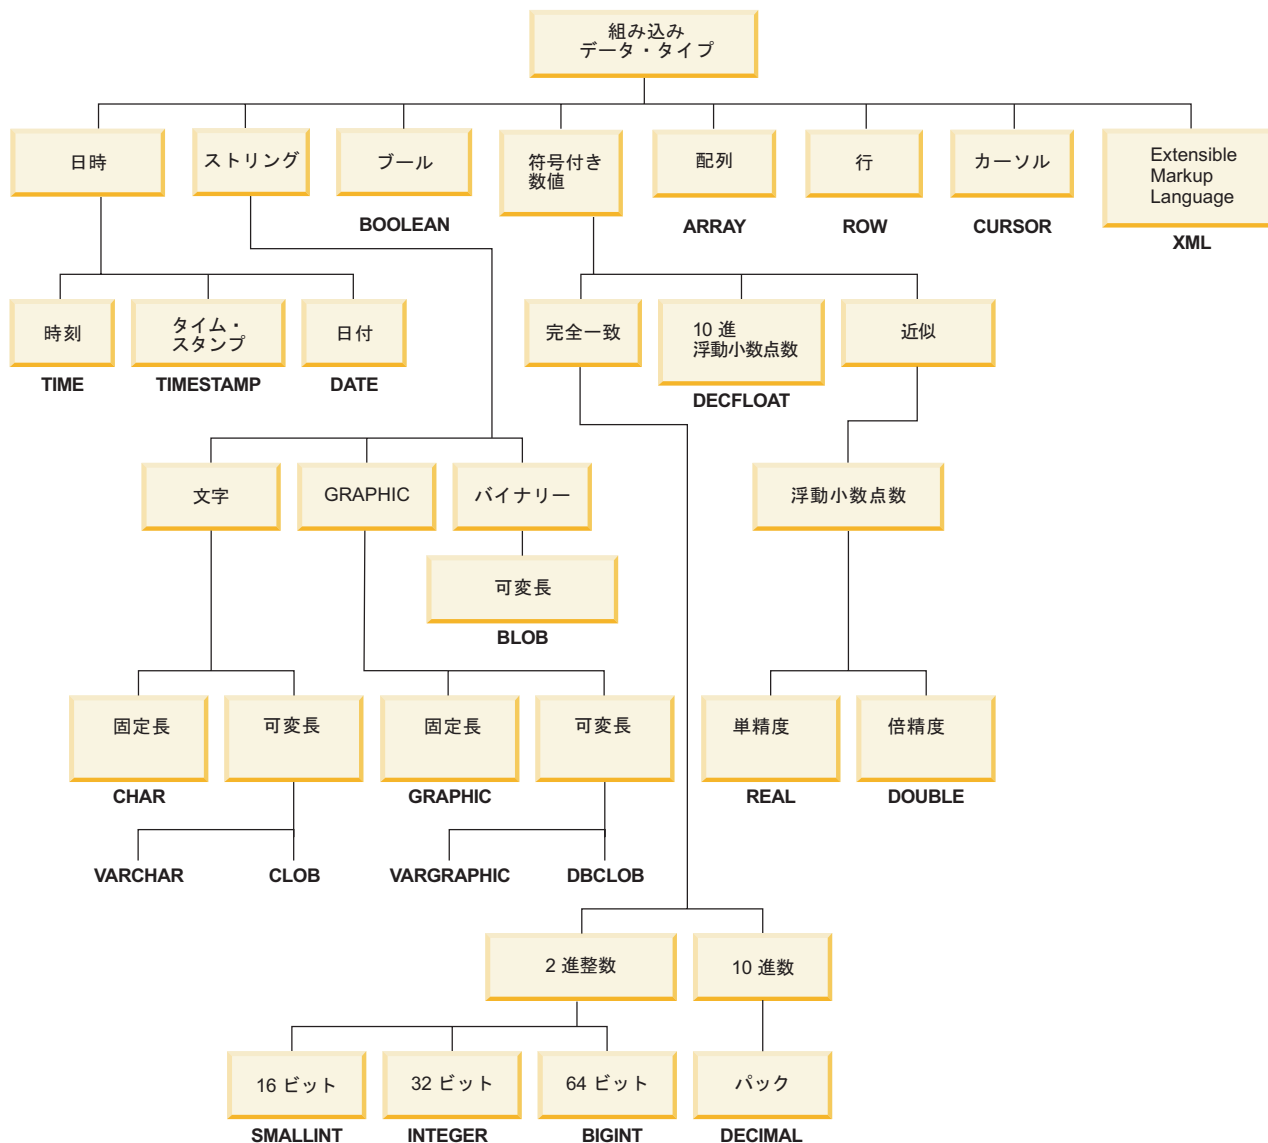 組み込み
データ・タイプ
日時
ストリング
ブール
符号付き
数値
配列
行
カーソル
Extensible
Markup
Language
BOOLEAN
ARRAY
ROW
CURSOR
XML
時刻
タイム・
スタンプ
日付
完全一致
10 進
浮動小数点数
近似
TIME
TIMESTAMP
DATE
DECFLOAT
文字
GRAPHIC
バイナリー
浮動小数点数
可変長
BLOB
固定長
可変長
固定長
可変長
単精度
倍精度
CHAR
GRAPHIC
REAL
DOUBLE
VARCHAR
CLOB
VARGRAPHIC
DBCLOB
2 進整数
10 進数
16 ビット
32 ビット
64 ビット
パック
SMALLINT
INTEGER
BIGINT
DECIMAL